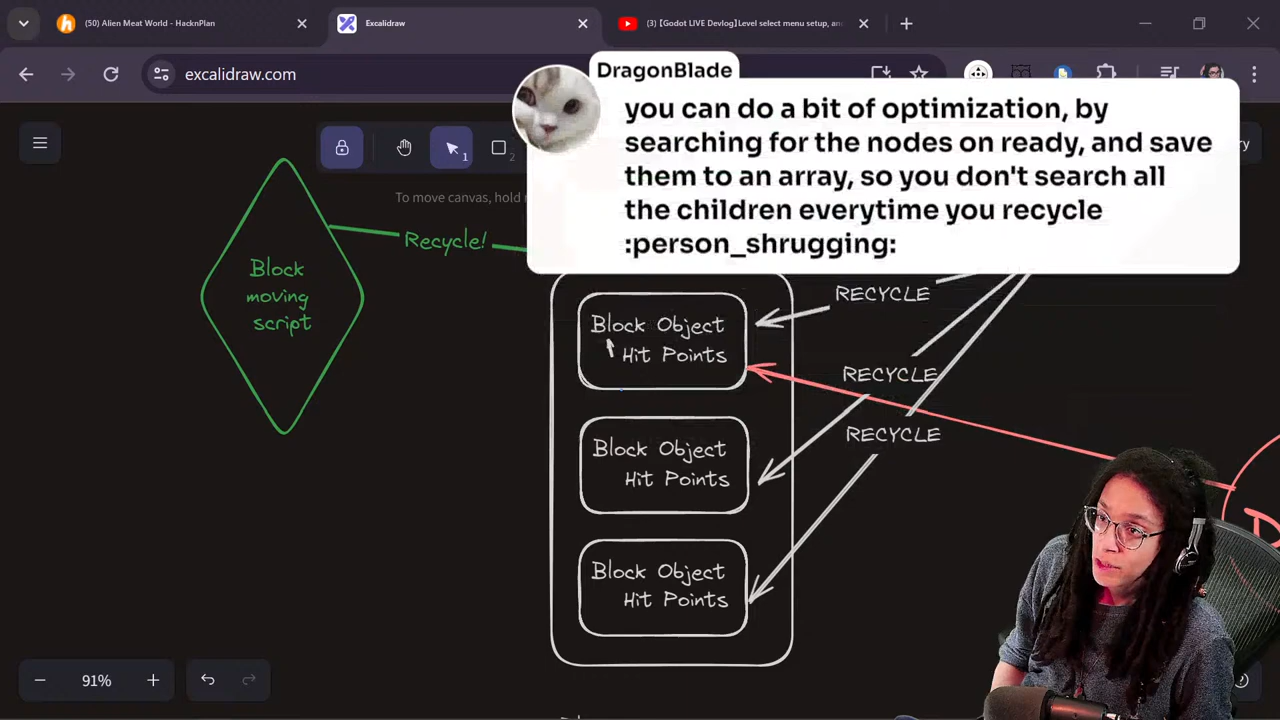 (50) Alien Meat World - HacknPlan
Excalidraw
(3) [Godot LIVE Devlog]Level select menu setup, an
excalidraw.com
DragonBlade
you can do a bit of optimization, by
searching for the nodes on ready, and save
them to an array, so you don't search all
the children everytime you recycle
:person_shrugging:
1
2
To move canvas, hold
Recycle!
Block
moving
script
RECYCLE
Block Object
Hit Points
RECYCLE
RECYCLE
Block Object
Hit Points
Block Object
Hit Points
91%